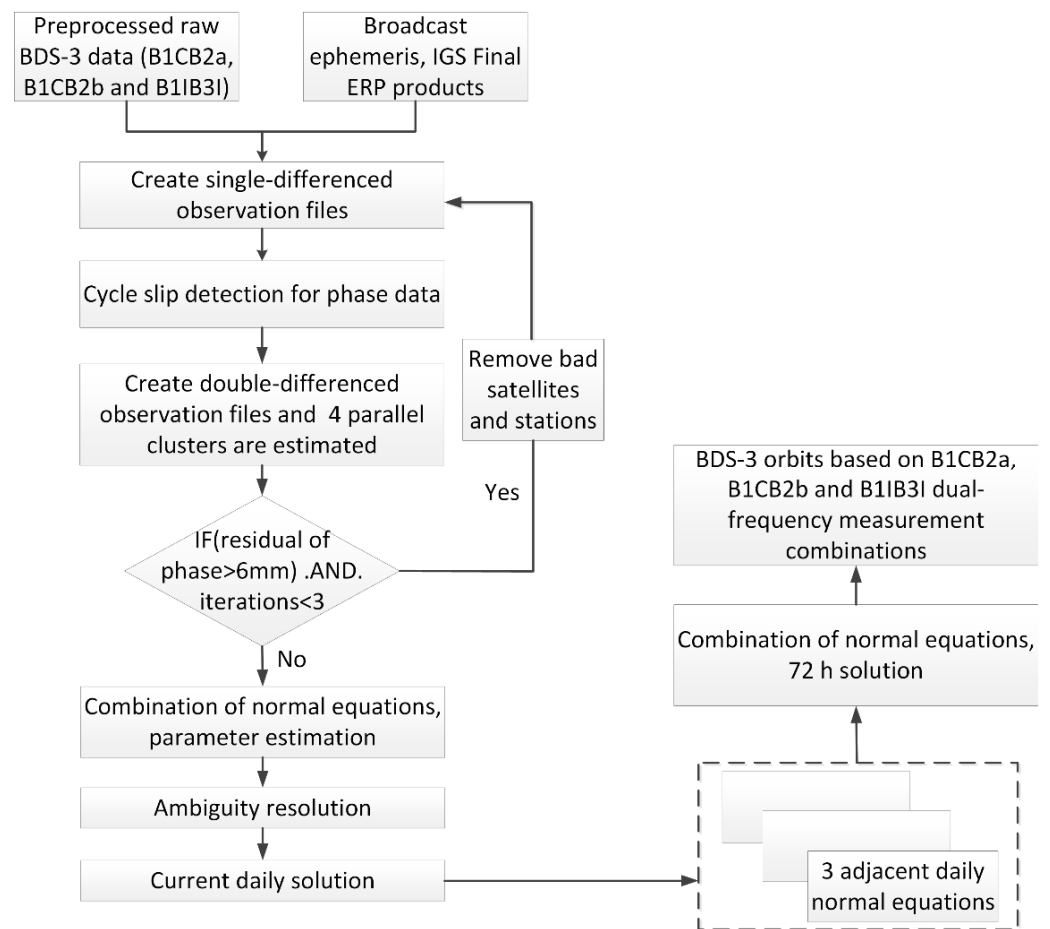 Preprocessed raw
BDS-3 data (B1CB2a,
B1CB2b and B1IB3I)
Broadcast
ephemeris, IGS Final
ERP products
Create single-differenced
observation files
Cycle slip detection for phase data
Create double-differenced
observation files and 4 parallel
clusters are estimated
IF(residual of
phase>6mm) .AND.
iterations<3
Yes
Remove bad
satellites
and stations
No
Combination of normal equations,
parameter estimation
Ambiguity resolution
Current daily solution
3 adjacent daily
normal equations
Combination of normal equations,
72 h solution
BDS-3 orbits based on B1CB2a,
B1CB2b and B1IB3I dual-
frequency measurement
combinations